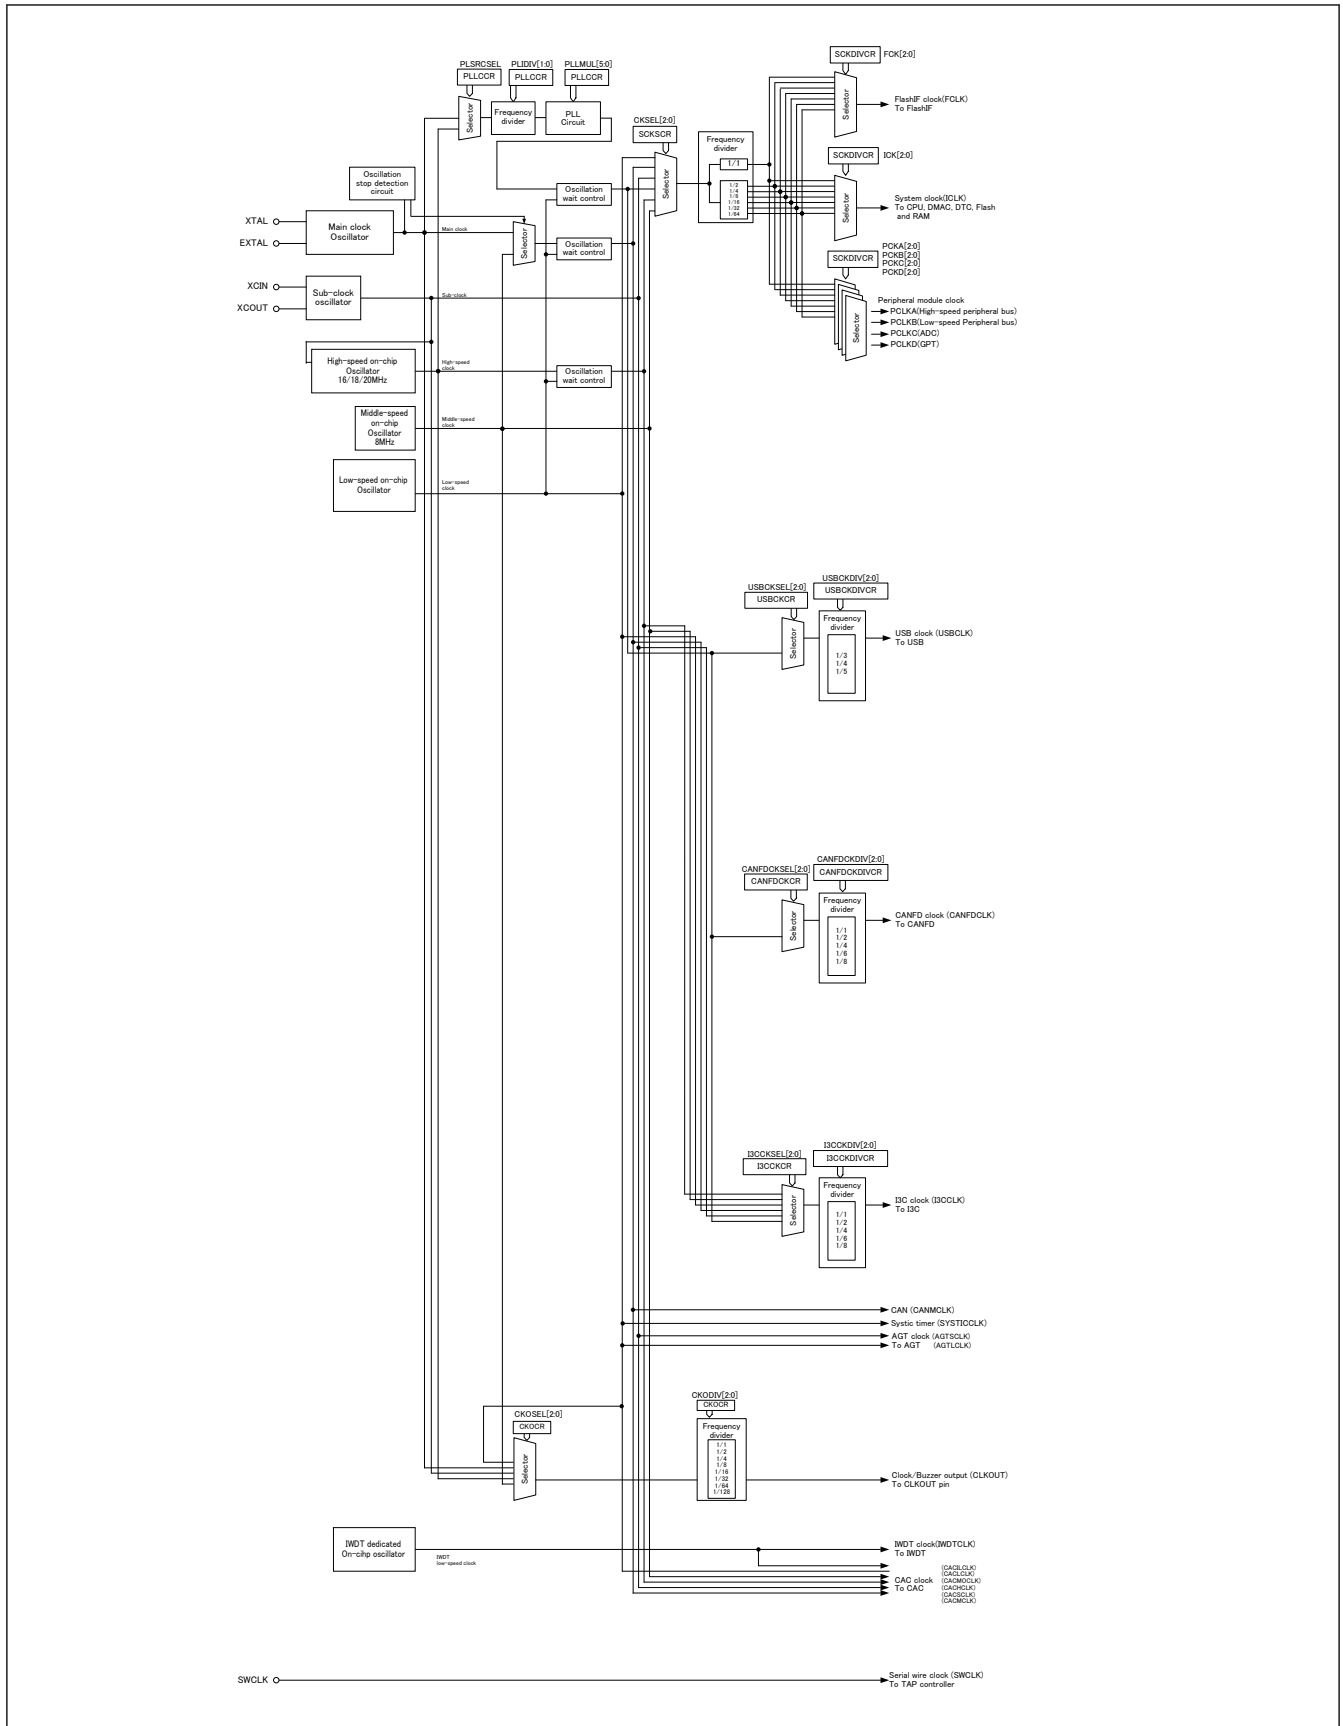 SCKDIVCR FCK[2:0]
PLSRCSEL PLIDIV[1:0] PLLMUL[5:0]
PLLCCR PLLCCR PLLCCR
Selector
Frequency
divider
PLL
Circuit
Selector
FlashIF clock(FCLK)
To FlashIF
CKSEL[2:0]
SCKSCR
Selector
Frequency
divider
1/1
1/2
1/4
1/8
1/16
1/32
1/64
SCKDIVCR ICK[2:0]
Selector
System clock(ICLK)
To CPU, DMAC, DTC, Flash
and RAM
Oscillation
stop detection
circuit
Oscillation
wait control
XTAL
EXTAL
Main clock
Oscillator
Main clock
Selector
Oscillation
wait control
PCKA[2:0]
PCKB[2:0]
PCKC[2:0]
PCKD[2:0]
SCKDIVCR
Selector
Peripheral module clock
PCLKA(High-speed peripheral bus)
PCLKB(Low-speed Peripheral bus)
PCLKC(ADC)
PCLKD(GPT)
XCIN
XCOUT
Sub-clock
oscillator
Sub-clock
High-speed on-chip
Oscillator
16/18/20MHz
High-speed
clock
Oscillation
wait control
Middle-speed
on-chip
Oscillator
8MHz
Middle-speed
clock
Low-speed on-chip
Oscillator
Low-speed
clock
USBCKSEL[2:0]
USBCKCR
USBCKDIV[2:0]
USBCKDIVCR
Selector
Frequency
divider
1/3
1/4
1/5
USB clock (USBCLK)
To USB
CANFDCKSEL[2:0]
CANFDCKCR
CANFDCKDIV[2:0]
CANFDCKDIVCR
Selector
Frequency
divider
1/1
1/2
1/4
1/6
1/8
CANFD clock (CANFDCLK)
To CANFD
I3CCKSEL[2:0]
I3CCKCR
I3CCKDIV[2:0]
I3CCKDIVCR
Selector
Frequency
divider
1/1
1/2
1/4
1/6
1/8
I3C clock (I3CCLK)
To I3C
CAN (CANMCLK)
Systic timer (SYSTICCLK)
AGT clock (AGTSCLK)
To AGT (AGTLCLK)
CKOSEL[2:0]
CKOCR
Selector
CKODIV[2:0]
CKOCR
Frequency
divider
1/1
1/2
1/4
1/8
1/16
1/32
1/64
1/128
Clock/Buzzer output (CLKOUT)
To CLKOUT pin
IWDT dedicated
On-cihp oscillator
IWDT
low-speed clock
IWDT clock(IWDTCLK)
To IWDT
CAC clock
To CAC
(CACILCLK)
(CACLCLK)
(CACMOCLK)
(CACHCLK)
(CACSCLK)
(CACMCLK)
SWCLK
Serial wire clock (SWCLK)
To TAP controller